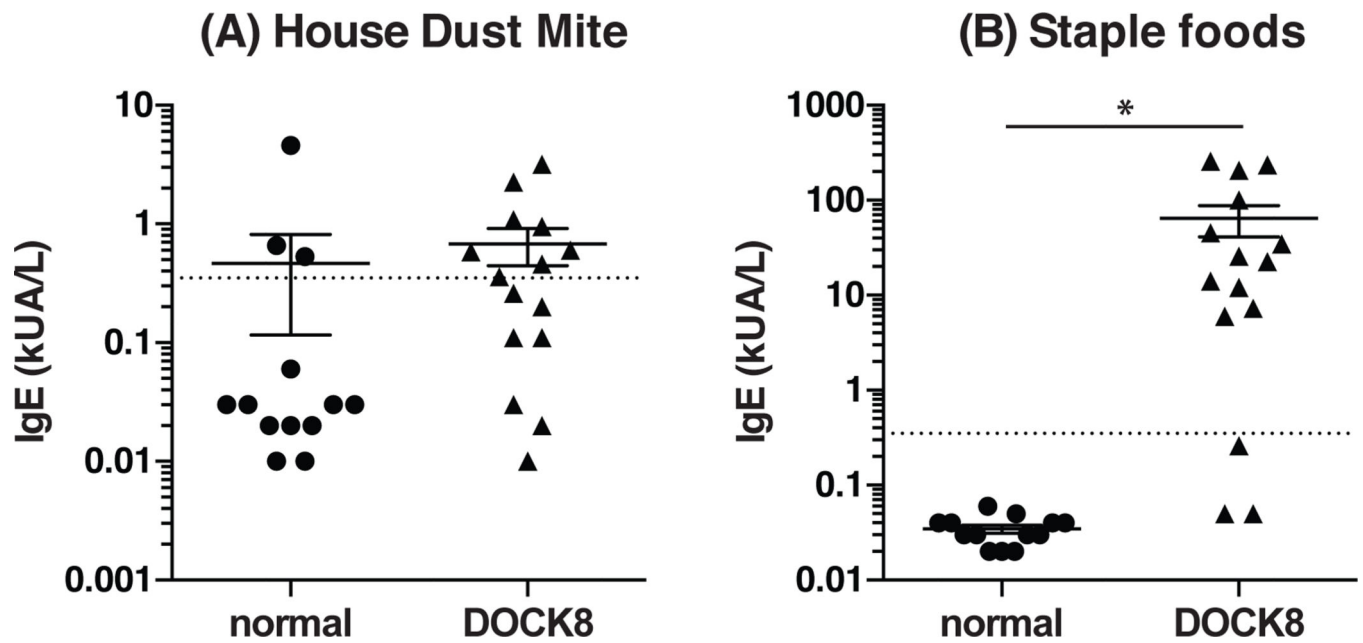 (A) House Dust Mite
IgE (kUA/L)
10
1
0.1
0.01
0.001
normal DOCK8
(B) Staple foods
*
IgE (kUA/L)
1000
100
10
1
0.1
0.01
normal DOCK8